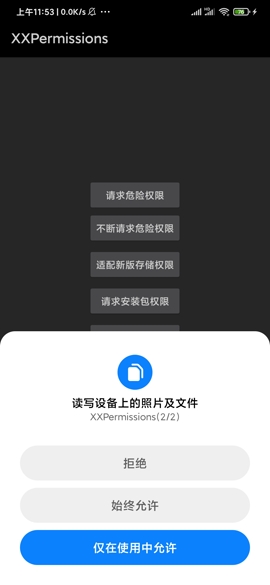 上午11:53 | 0.0K/s
XXPermissions
请求危险权限
不断请求危险权限
适配新版存储权限
请求安装包权限
读写设备上的照片及文件
XXPermissions(2/2)
拒绝
始终允许
仅在使用中允许